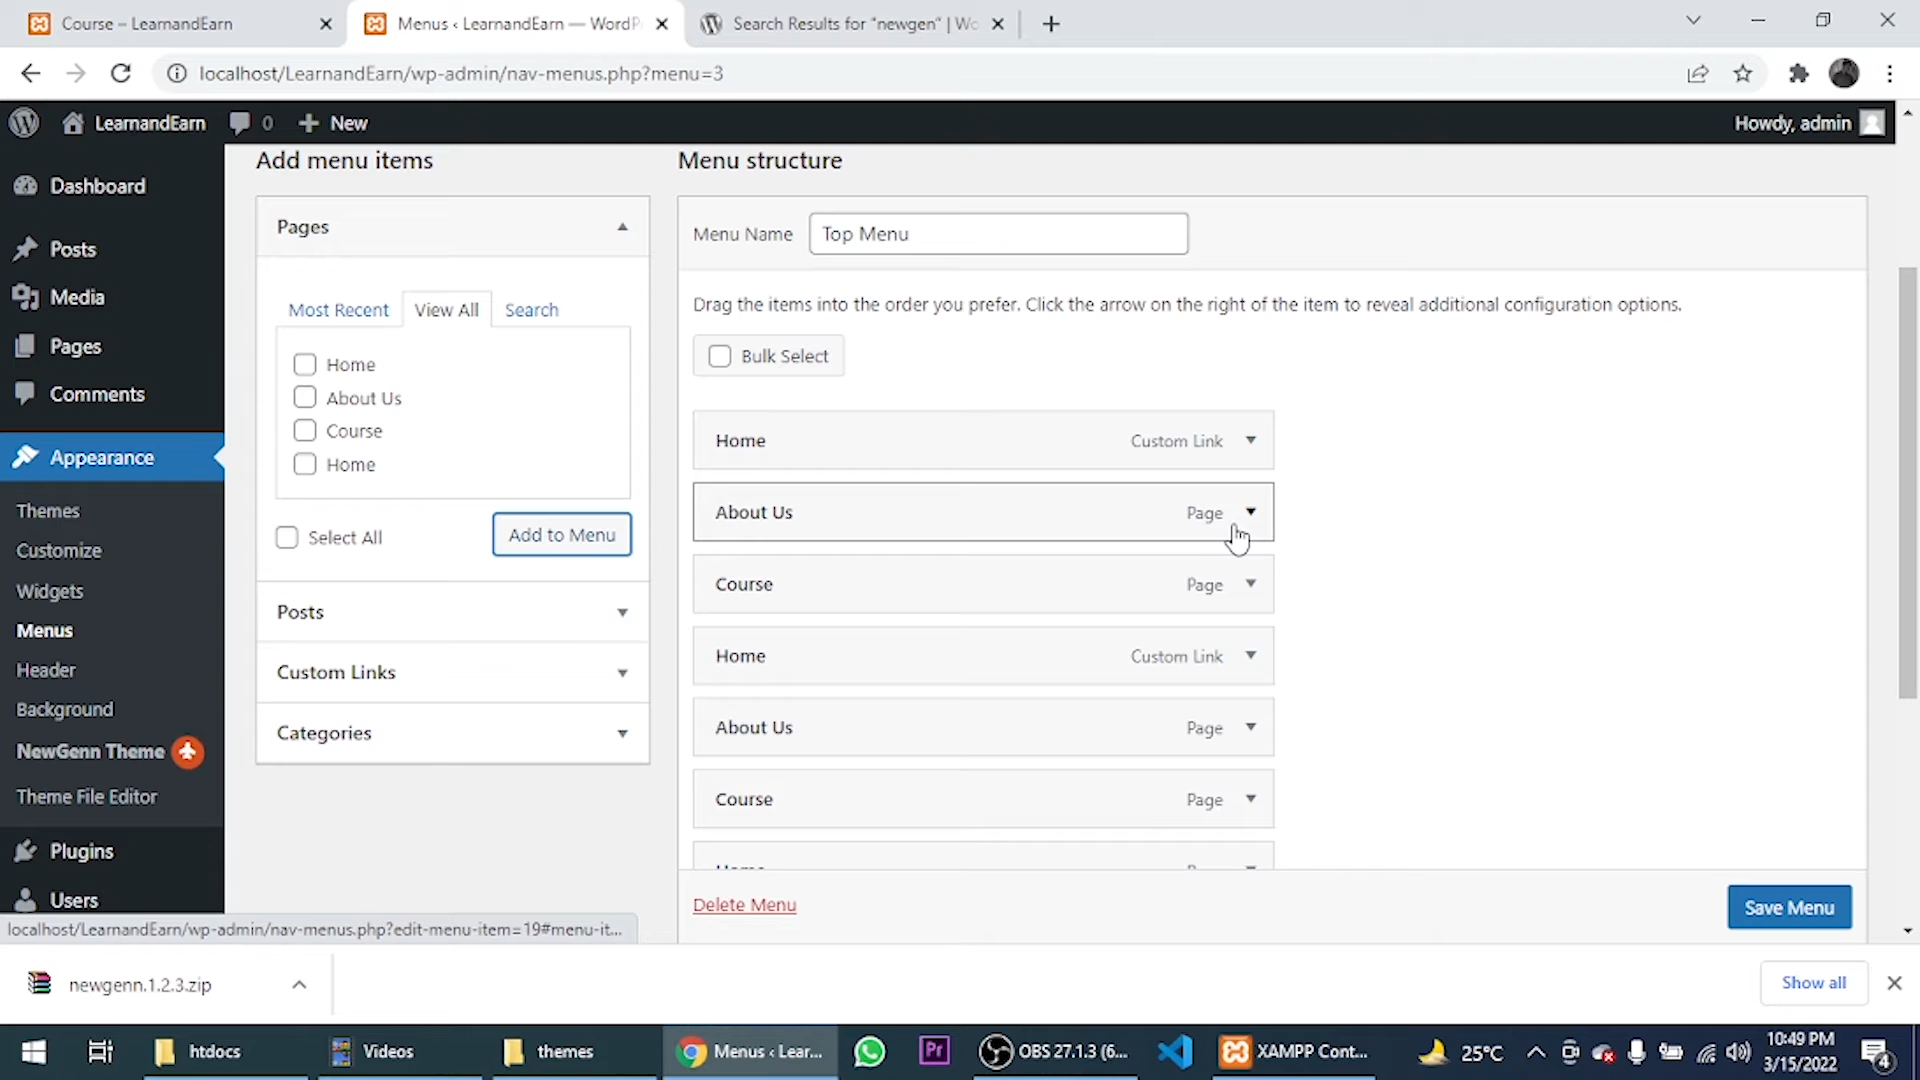 Course – LearnandEarn
Menus ‹ LearnandEarn — WordPr
Search Results for "newgen" | Wo
localhost/LearnandEarn/wp-admin/nav-menus.php?menu=3
LearnandEarn
0
New
Howdy, admin
Dashboard
Posts
Media
Pages
Comments
Appearance
Themes
Customize
Widgets
Menus
Header
Background
NewGenn Theme
Theme File Editor
Plugins
Users
Add menu items
Pages
Most Recent
View All
Search
Home
About Us
Course
Home
Select All
Add to Menu
Posts
Custom Links
Categories
Menu structure
Menu Name
Top Menu
Drag the items into the order you prefer. Click the arrow on the right of the item to reveal additional configuration options.
Bulk Select
Home Custom Link
About Us Page
Course Page
Home Custom Link
About Us Page
Course Page
Delete Menu
Save Menu
localhost/LearnandEarn/wp-admin/nav-menus.php?edit-menu-item=19#menu-it...
newgenn.1.2.3.zip
Show all
htdocs
Videos
themes
Menus ‹ Lear...
Pr
OBS 27.1.3 (6...
XAMPP Cont...
25°C
10:49 PM
3/15/2022
4